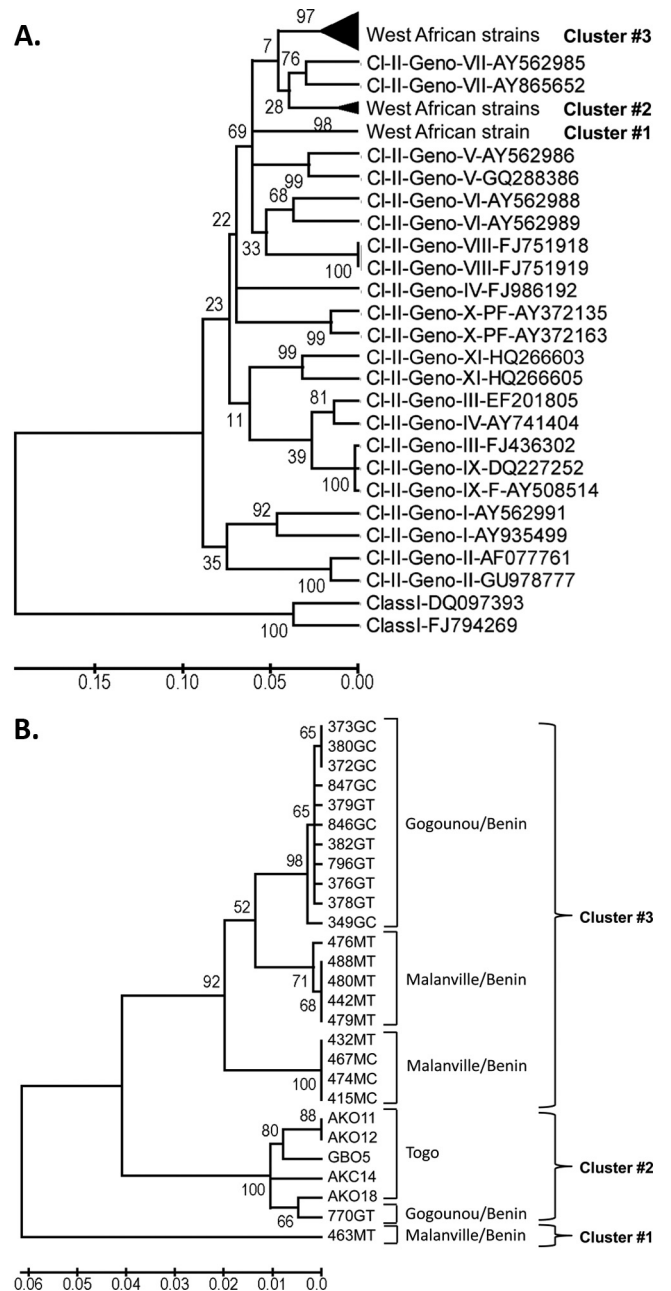 A.
97
West African strains Cluster #3
7
76
Cl-II-Geno-VII-AY562985
Cl-II-Geno-VII-AY865652
28
West African strains Cluster #2
69
98
West African strain Cluster #1
Cl-II-Geno-V-AY562986
99
Cl-II-Geno-V-GQ288386
68
Cl-II-Geno-VI-AY562988
22
Cl-II-Geno-VI-AY562989
33
Cl-II-Geno-VIII-FJ751918
100
Cl-II-Geno-VIII-FJ751919
Cl-II-Geno-IV-FJ986192
23
Cl-II-Geno-X-PF-AY372135
99
Cl-II-Geno-X-PF-AY372163
99
Cl-II-Geno-XI-HQ266603
Cl-II-Geno-XI-HQ266605
81
Cl-II-Geno-III-EF201805
11
Cl-II-Geno-IV-AY741404
39
Cl-II-Geno-III-FJ436302
Cl-II-Geno-IX-DQ227252
100
Cl-II-Geno-IX-F-AY508514
92
Cl-II-Geno-I-AY562991
Cl-II-Geno-I-AY935499
35
Cl-II-Geno-II-AF077761
100
Cl-II-Geno-II-GU978777
ClassI-DQ097393
100
ClassI-FJ794269
0.15 0.10 0.05 0.00
B.
373GC
65
380GC
372GC
847GC
379GT
65
846GC
Gogounou/Benin
382GT
98
796GT
376GT
378GT
52
349GC
Cluster #3
476MT
488MT
71
480MT
Malanville/Benin
92
68
442MT
479MT
432MT
467MC
Malanville/Benin
100
474MC
415MC
88
AKO11
80
AKO12
GBO5
Togo
Cluster #2
100
AKC14
AKO18
66
770GT
Gogounou/Benin
463MT
Malanville/Benin
Cluster #1
0.06 0.05 0.04 0.03 0.02 0.01 0.0